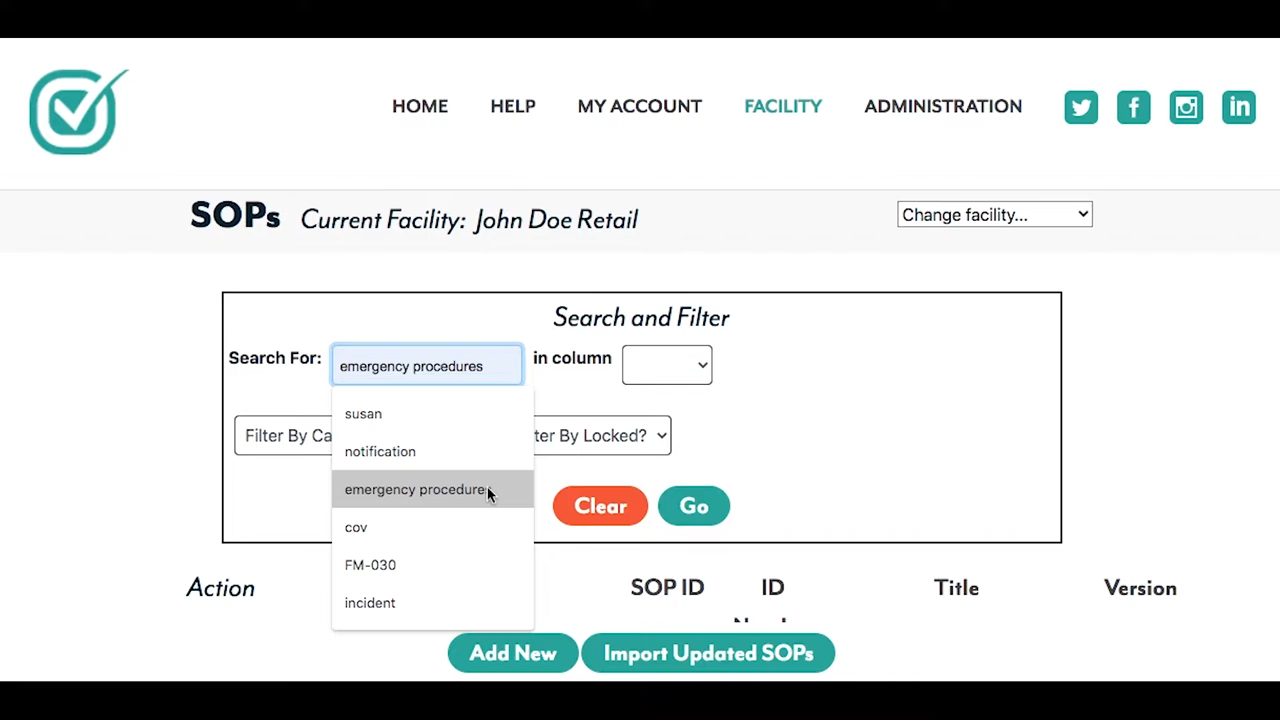 HOME HELP MY ACCOUNT FACILITY ADMINISTRATION
SOPs Current Facility: John Doe Retail Change facility...
Search and Filter
Search For: emergency procedures in column
susan
Filter By Ca ter By Locked?
notification
emergency procedures
Clear Go
cov
FM-030
Action SOP ID ID Title Version
incident
Add New Import Updated SOPs